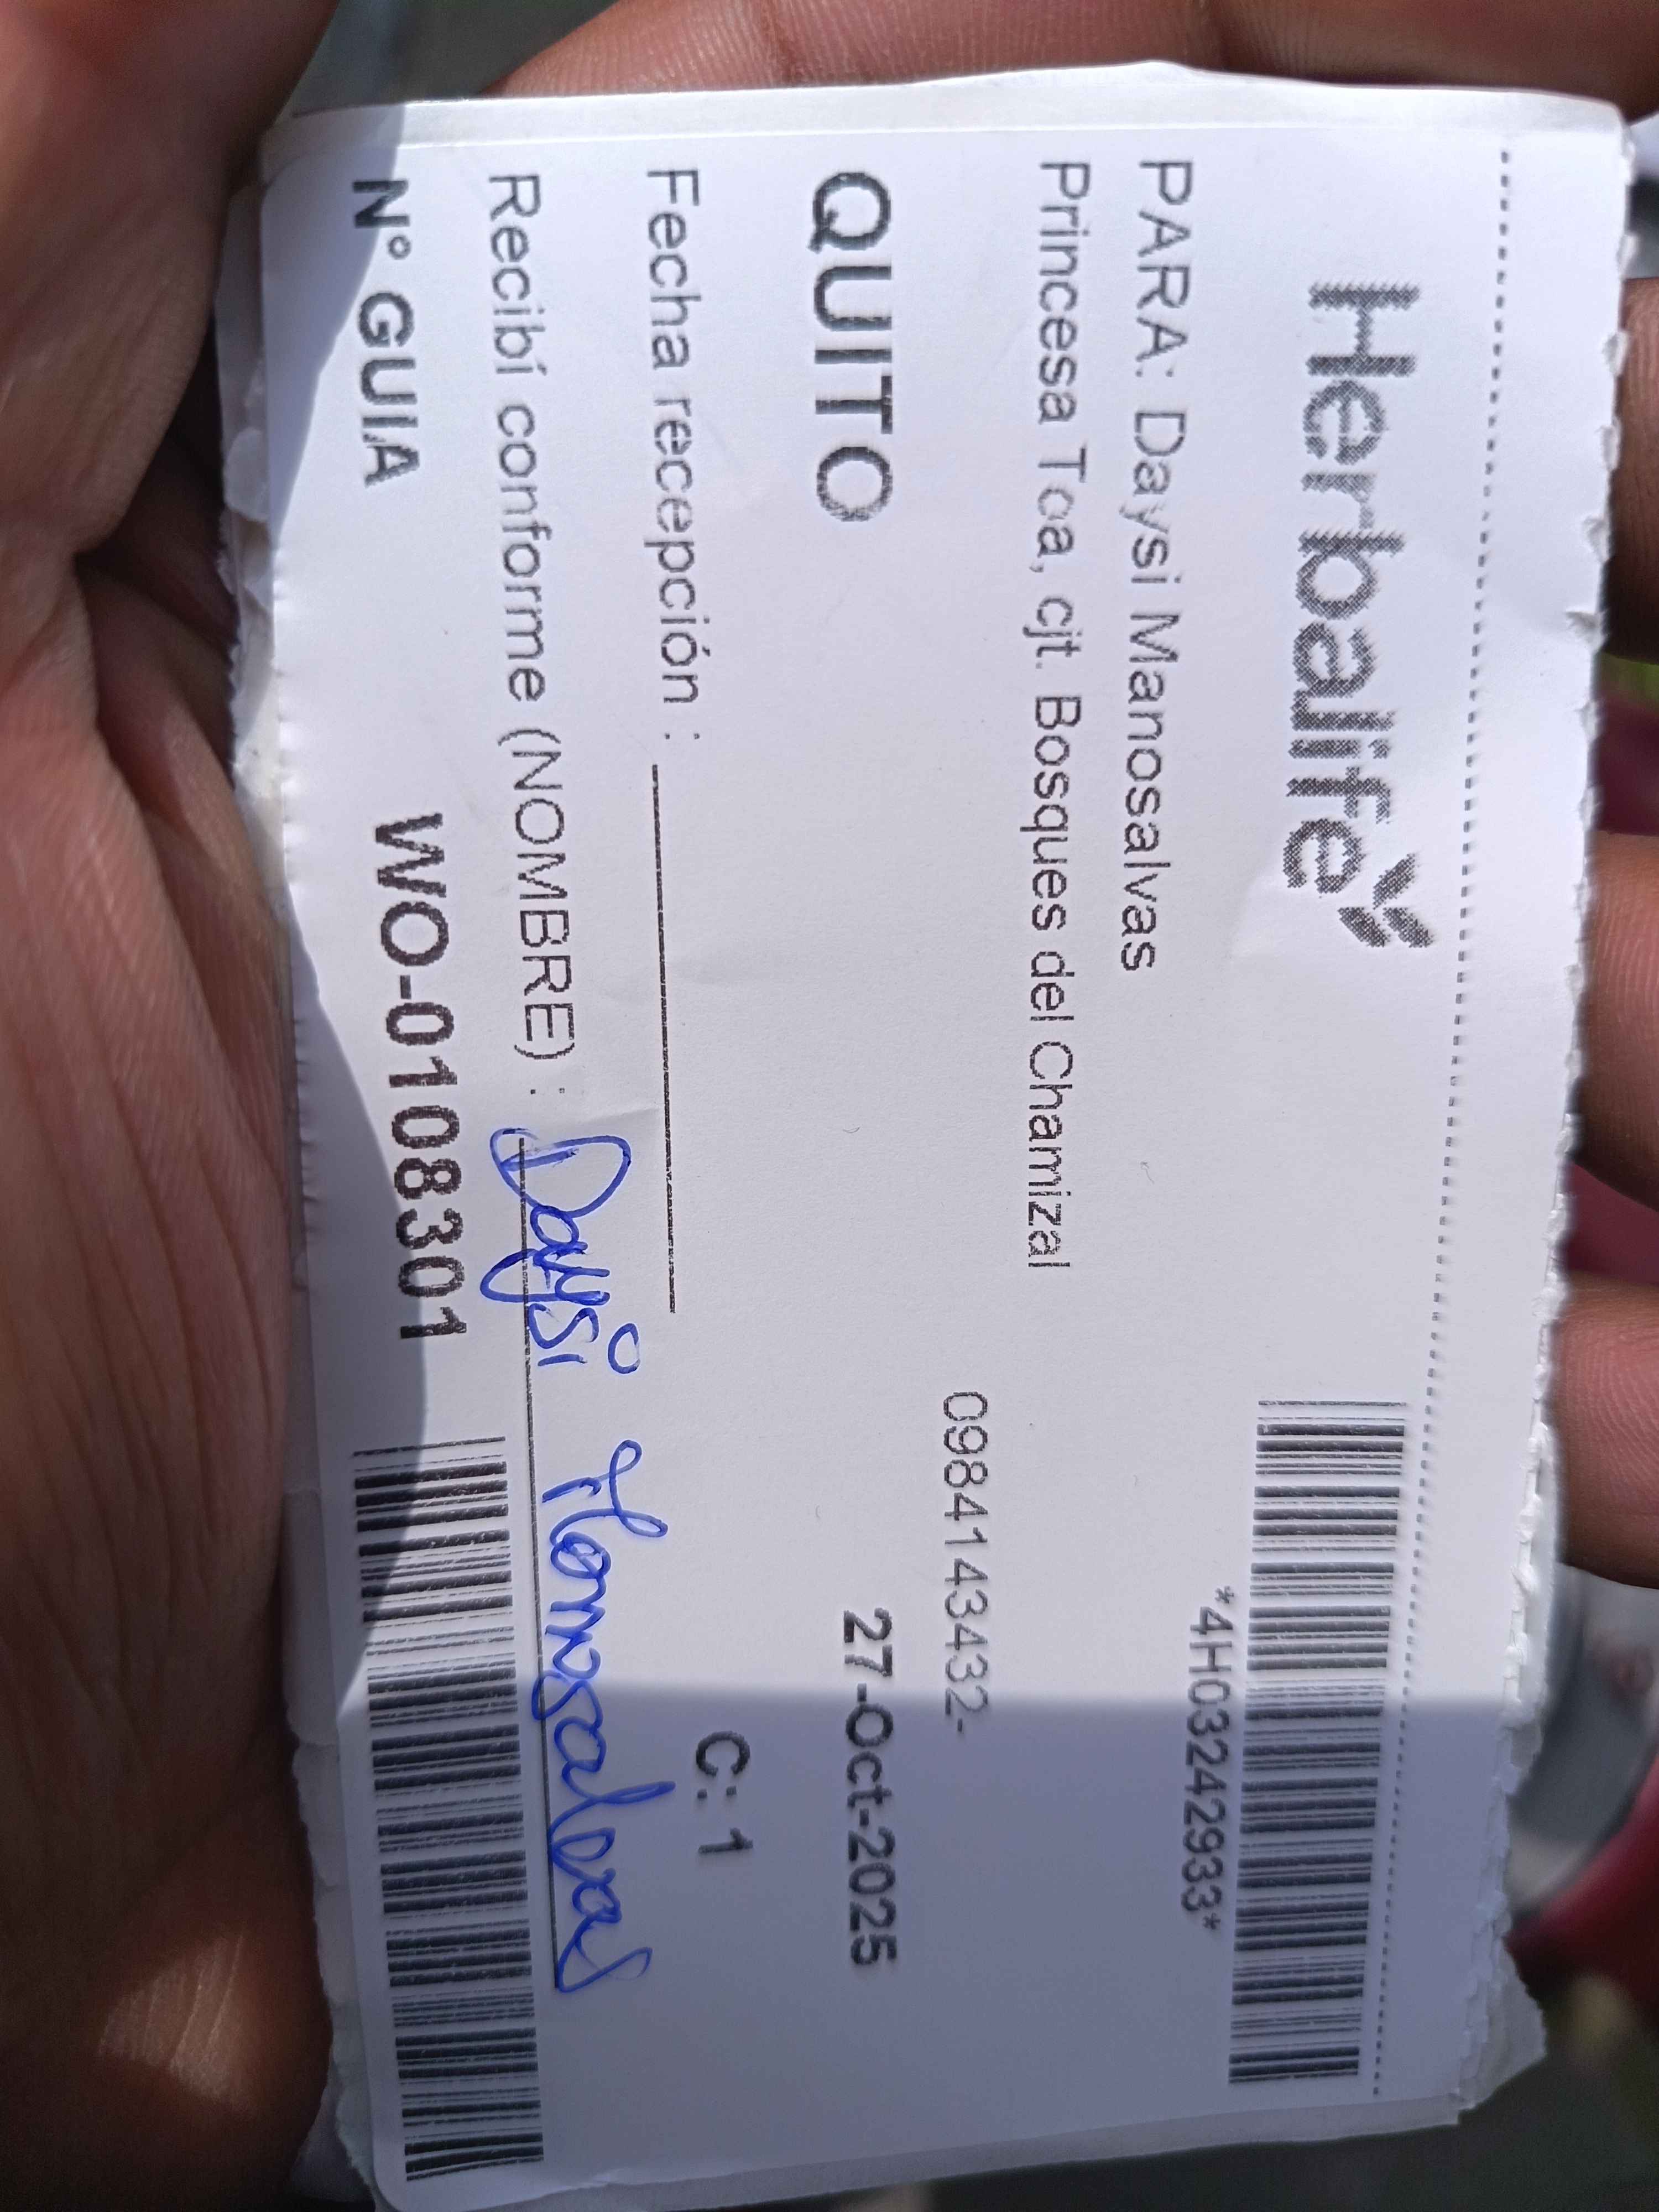 Herbalife
*4H03242933*
PARA: Daysi Manosalvas
Princesa Toa, cjt. Bosques del Chamizal
0984143432-
QUITO 27-Oct-2025
C: 1
Fecha recepción :
Recibí conforme (NOMBRE) : Daysi Manosalvas
N° GUIA WO-0108301